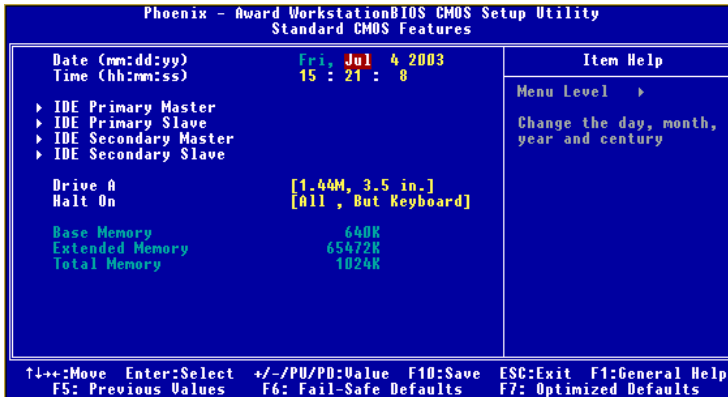 Phoenix - Award WorkstationBIOS CMOS Setup Utility
Standard CMOS Features
Date (mm:dd:yy) Fri, Jul 4 2003
Time (hh:mm:ss) 15 : 21 : 8
IDE Primary Master
IDE Primary Slave
IDE Secondary Master
IDE Secondary Slave
Drive A [1.44M, 3.5 in.]
Halt On [All , But Keyboard]
Base Memory 640K
Extended Memory 65472K
Total Memory 1024K
Item Help
Menu Level
Change the day, month,
year and century
↑↓→←:Move Enter:Select +/-/PU/PD:Value F10:Save ESC:Exit F1:General Help
F5: Previous Values F6: Fail-Safe Defaults F7: Optimized Defaults